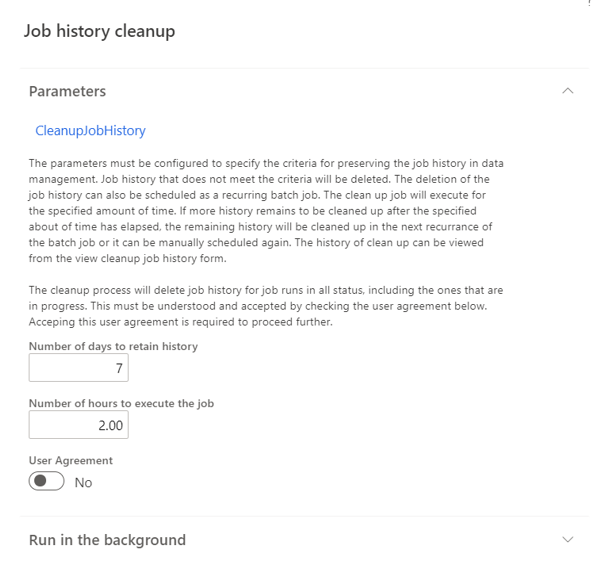 Job history cleanup
Parameters
CleanupJobHistory
The parameters must be configured to specify the criteria for preserving the job history in data
management. Job history that does not meet the criteria will be deleted. The deletion of the
job history can also be scheduled as a recurring batch job. The clean up job will execute for
the specified amount of time. If more history remains to be cleaned up after the specified
about of time has elapsed, the remaining history will be cleaned up in the next recurrance of
the batch job or it can be manually scheduled again. The history of clean up can be viewed
from the view cleanup job history form.
The cleanup process will delete job history for job runs in all status, including the ones that are
in progress. This must be understood and accepted by checking the user agreement below.
Acceping this user agreement is required to proceed further.
Number of days to retain history
7
Number of hours to execute the job
2.00
User Agreement
No
Run in the background